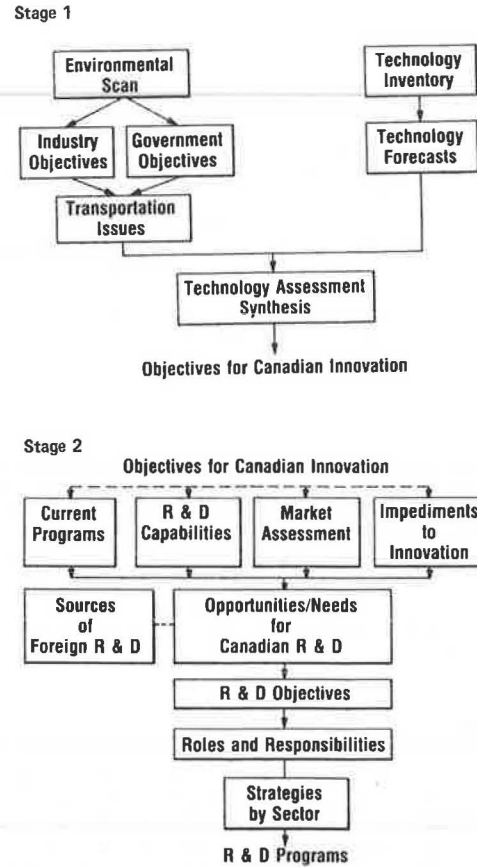 Stage 1
Environmental
Scan
Technology
Inventory
Industry
Objectives
Government
Objectives
Technology
Forecasts
Transportation
Issues
Technology Assessment
Synthesis
Objectives for Canadian Innovation
Stage 2
Objectives for Canadian Innovation
Current
Programs
R & D
Capabilities
Market
Assessment
Impediments
to
Innovation
Sources
of
Foreign R & D
Opportunities/Needs
for
Canadian R & D
R & D Objectives
Roles and Responsibilities
Strategies
by Sector
R & D Programs